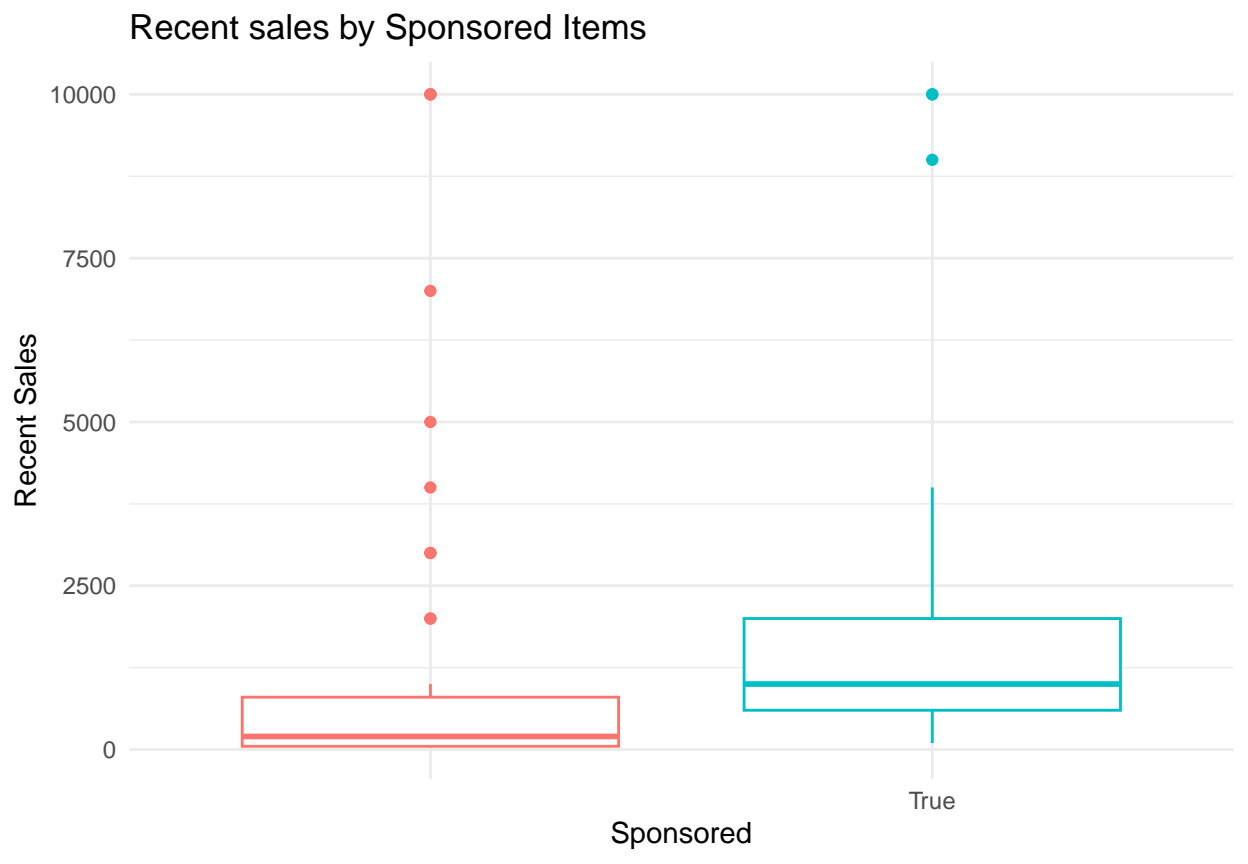 Recent sales by Sponsored Items
10000
7500
5000
2500
0
Recent Sales
True
Sponsored